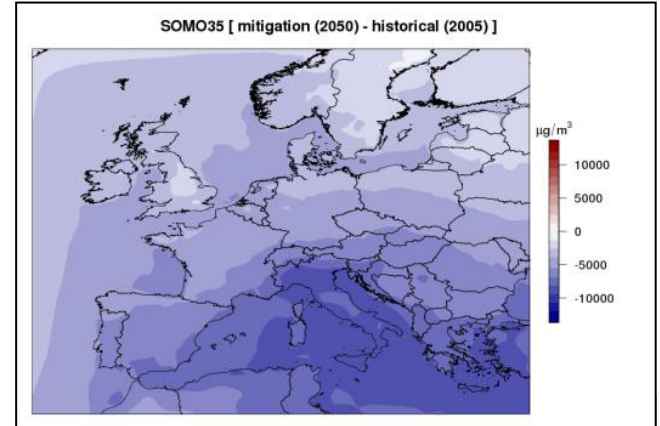 SOMO35 [ mitigation (2050) - historical (2005) ]
µg/m³
10000
5000
0
-5000
-10000